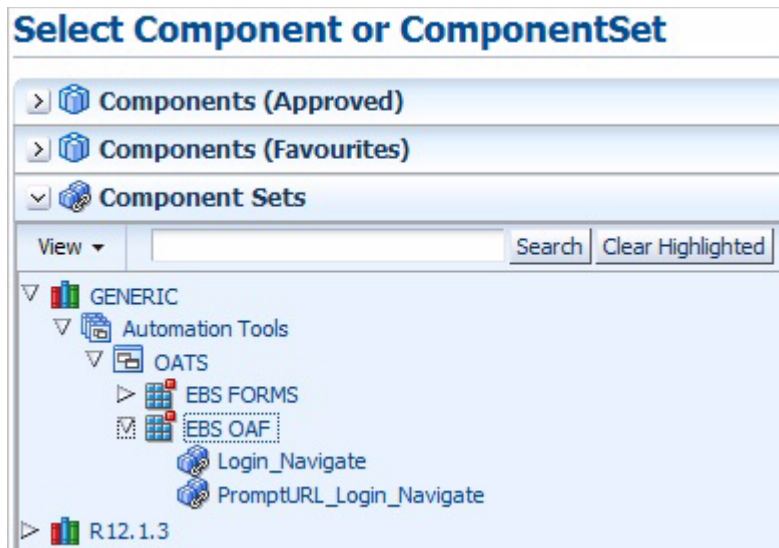 Select Component or ComponentSet
Components (Approved)
Components (Favourites)
Component Sets
View Search Clear Highlighted
GENERIC
Automation Tools
OATS
EBS FORMS
EBS OAF
Login_Navigate
PromptURL_Login_Navigate
R12.1.3